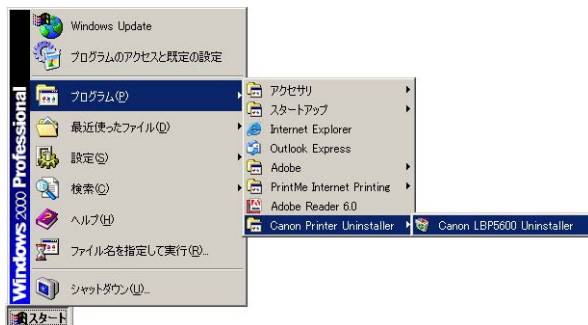 Windows Update
プログラムのアクセスと既定の設定
プログラム(P)
最近使ったファイル(D)
設定(S)
検索(C)
ヘルプ(H)
ファイル名を指定して実行(R)...
シャットダウン(U)...
Windows 2000 Professional
スタート
アクセサリ
スタートアップ
Internet Explorer
Outlook Express
Adobe
PrintMe Internet Printing
Adobe Reader 6.0
Canon Printer Uninstaller
Canon LBP5600 Uninstaller